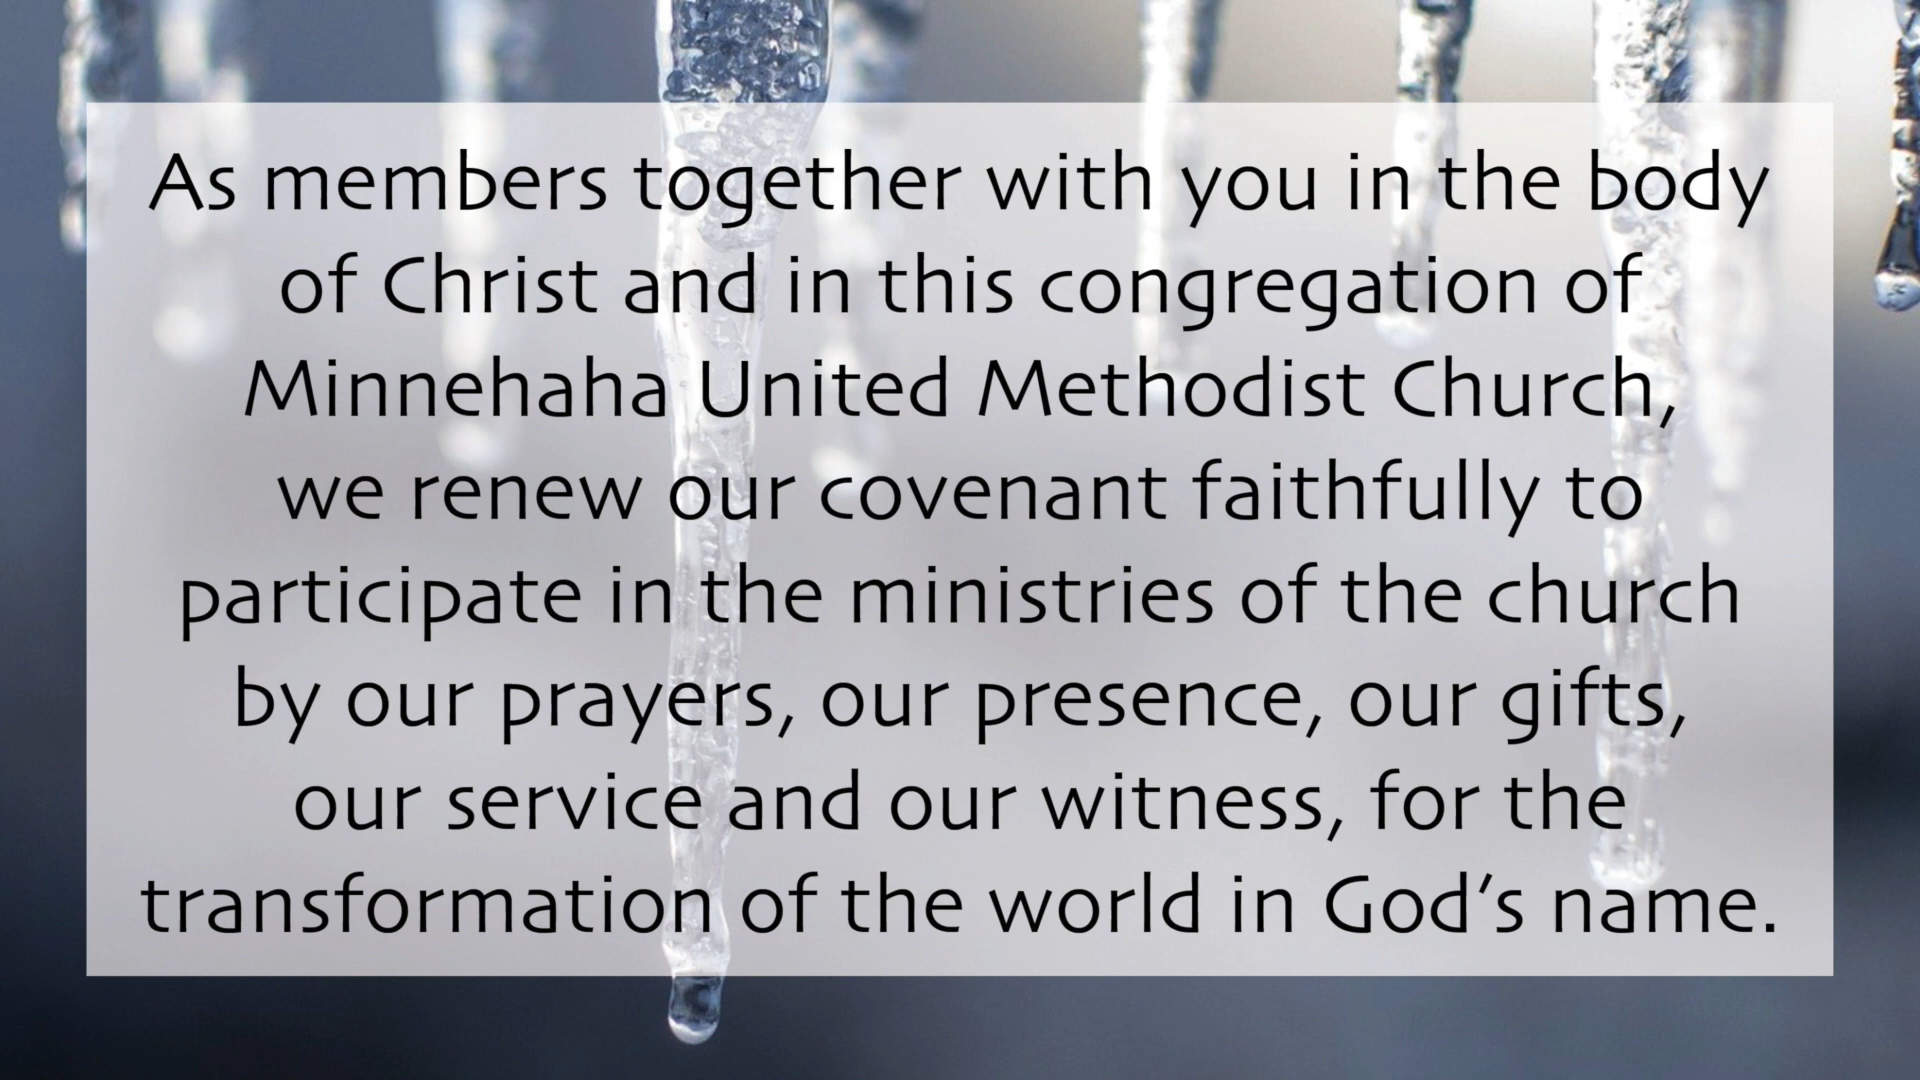 As members together with you in the body
of Christ and in this congregation of
Minnehaha United Methodist Church,
we renew our covenant faithfully to
participate in the ministries of the church
by our prayers, our presence, our gifts,
our service and our witness, for the
transformation of the world in God’s name.